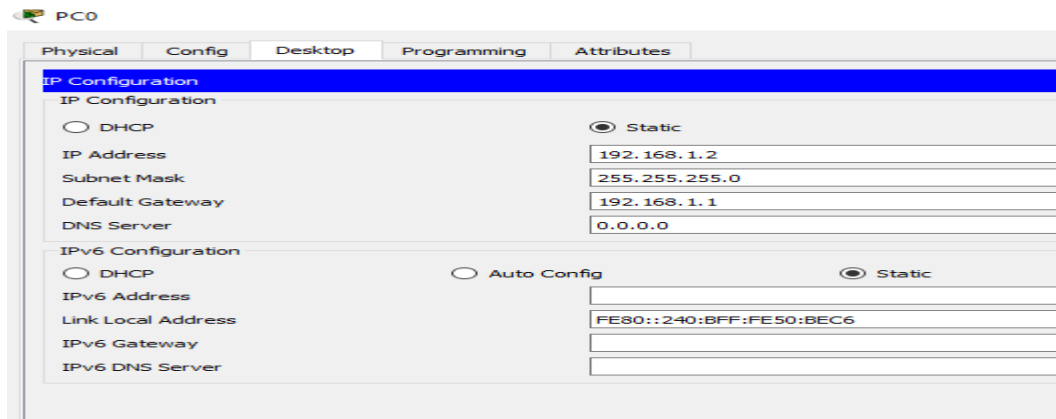 PC0
Physical Config Desktop Programming Attributes
IP Configuration
IP Configuration
DHCP Static
IP Address 192.168.1.2
Subnet Mask 255.255.255.0
Default Gateway 192.168.1.1
DNS Server 0.0.0.0
IPv6 Configuration
DHCP Auto Config Static
IPv6 Address
Link Local Address FE80::240:BFF:FE50:BEC6
IPv6 Gateway
IPv6 DNS Server